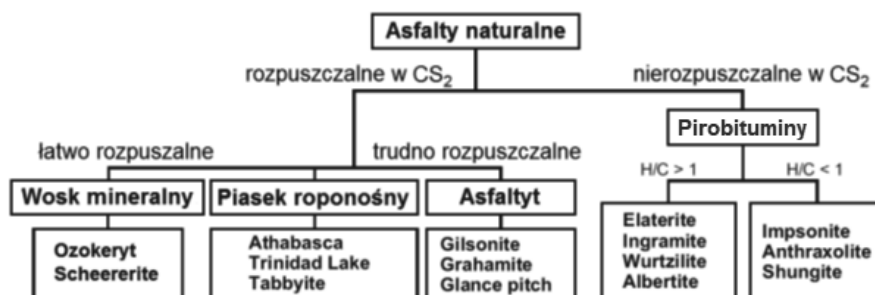 Asfalty naturalne
rozpuszczalne w CS2
nierozpuszczalne w CS2
Pirobituminy
łatwo rozpuszalne
trudno rozpuszczalne
H/C > 1
H/C < 1
Wosk mineralny
Piasek roponośny
Asfaltyt
Ozokeryt
Scheererite
Athabasca
Trinidad Lake
Tabbyite
Gilsonite
Grahamite
Glance pitch
Elaterite
Ingramite
Wurtzilite
Albertite
Impsonite
Anthraxolite
Shungite